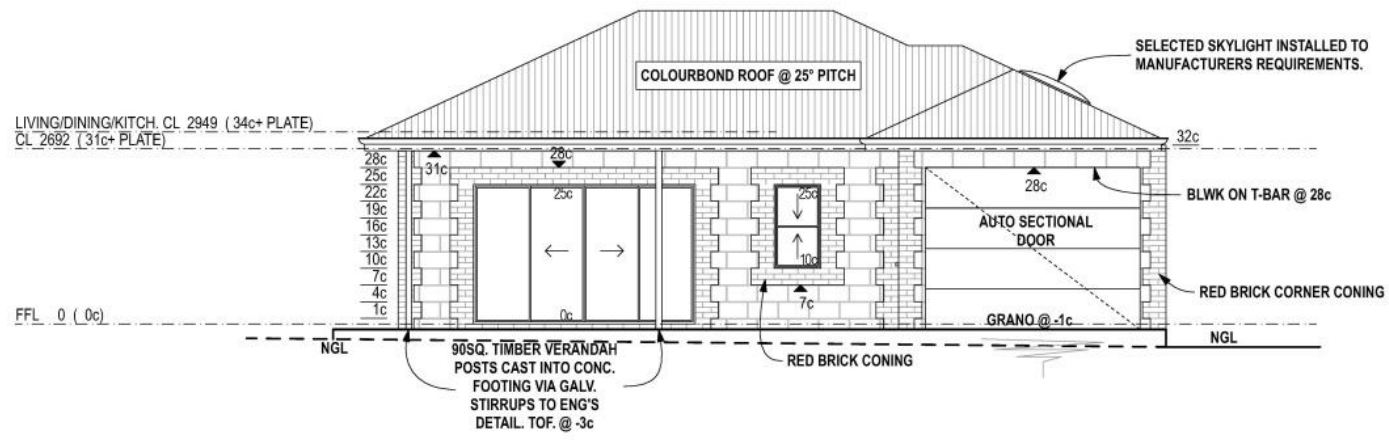 SELECTED SKYLIGHT INSTALLED TO
MANUFACTURERS REQUIREMENTS.
COLOURBOND ROOF @ 25° PITCH
LIVING/DINING/KITCH. CL 2949 ( 34c+ PLATE)
CL 2692 ( 31c+ PLATE)
32c
28c
25c
22c
19c
16c
13c
10c
7c
4c
1c
31c
28c
25c
0c
25c
10c
7c
28c
BLWK ON T-BAR @ 28c
AUTO SECTIONAL
DOOR
RED BRICK CORNER CONING
GRANO @ -1c
FFL 0 ( 0c)
NGL
NGL
90SQ. TIMBER VERANDAH
POSTS CAST INTO CONC.
FOOTING VIA GALV.
STIRRUPS TO ENG'S
DETAIL. TOF. @ -3c
RED BRICK CONING